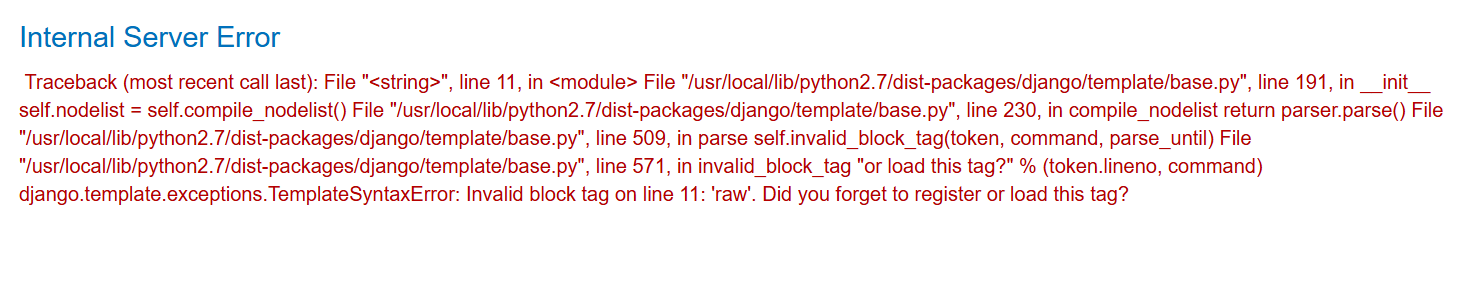 Internal Server Error
Traceback (most recent call last): File "<string>", line 11, in <module> File "/usr/local/lib/python2.7/dist-packages/django/template/base.py", line 191, in __init__
self.nodelist = self.compile_nodelist() File "/usr/local/lib/python2.7/dist-packages/django/template/base.py", line 230, in compile_nodelist return parser.parse() File
"/usr/local/lib/python2.7/dist-packages/django/template/base.py", line 509, in parse self.invalid_block_tag(token, command, parse_until) File
"/usr/local/lib/python2.7/dist-packages/django/template/base.py", line 571, in invalid_block_tag "or load this tag?" % (token.lineno, command)
django.template.exceptions.TemplateSyntaxError: Invalid block tag on line 11: 'raw'. Did you forget to register or load this tag?